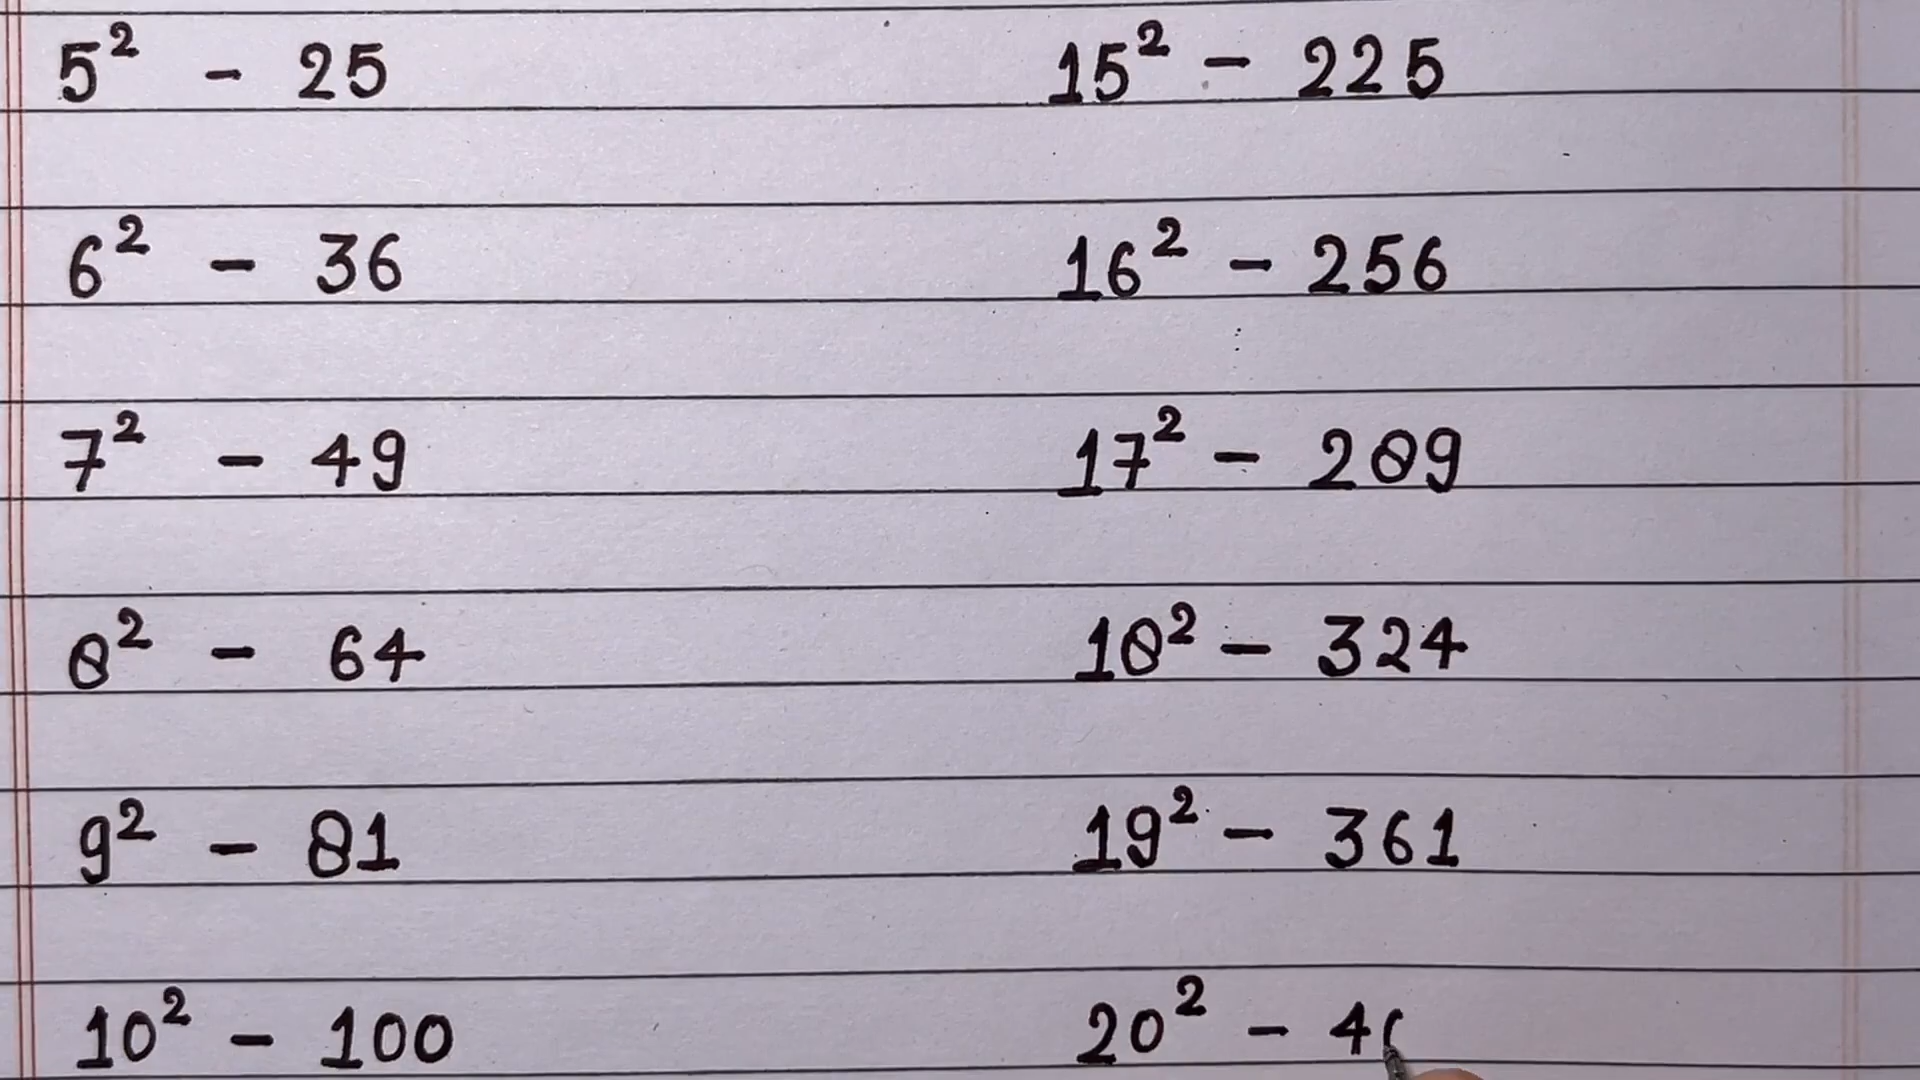 5² - 25 15² - 225
6² - 36 16² - 256
7² - 49 17² - 289
8² - 64 18² - 324
9² - 81 19² - 361
10² - 100 20² - 4